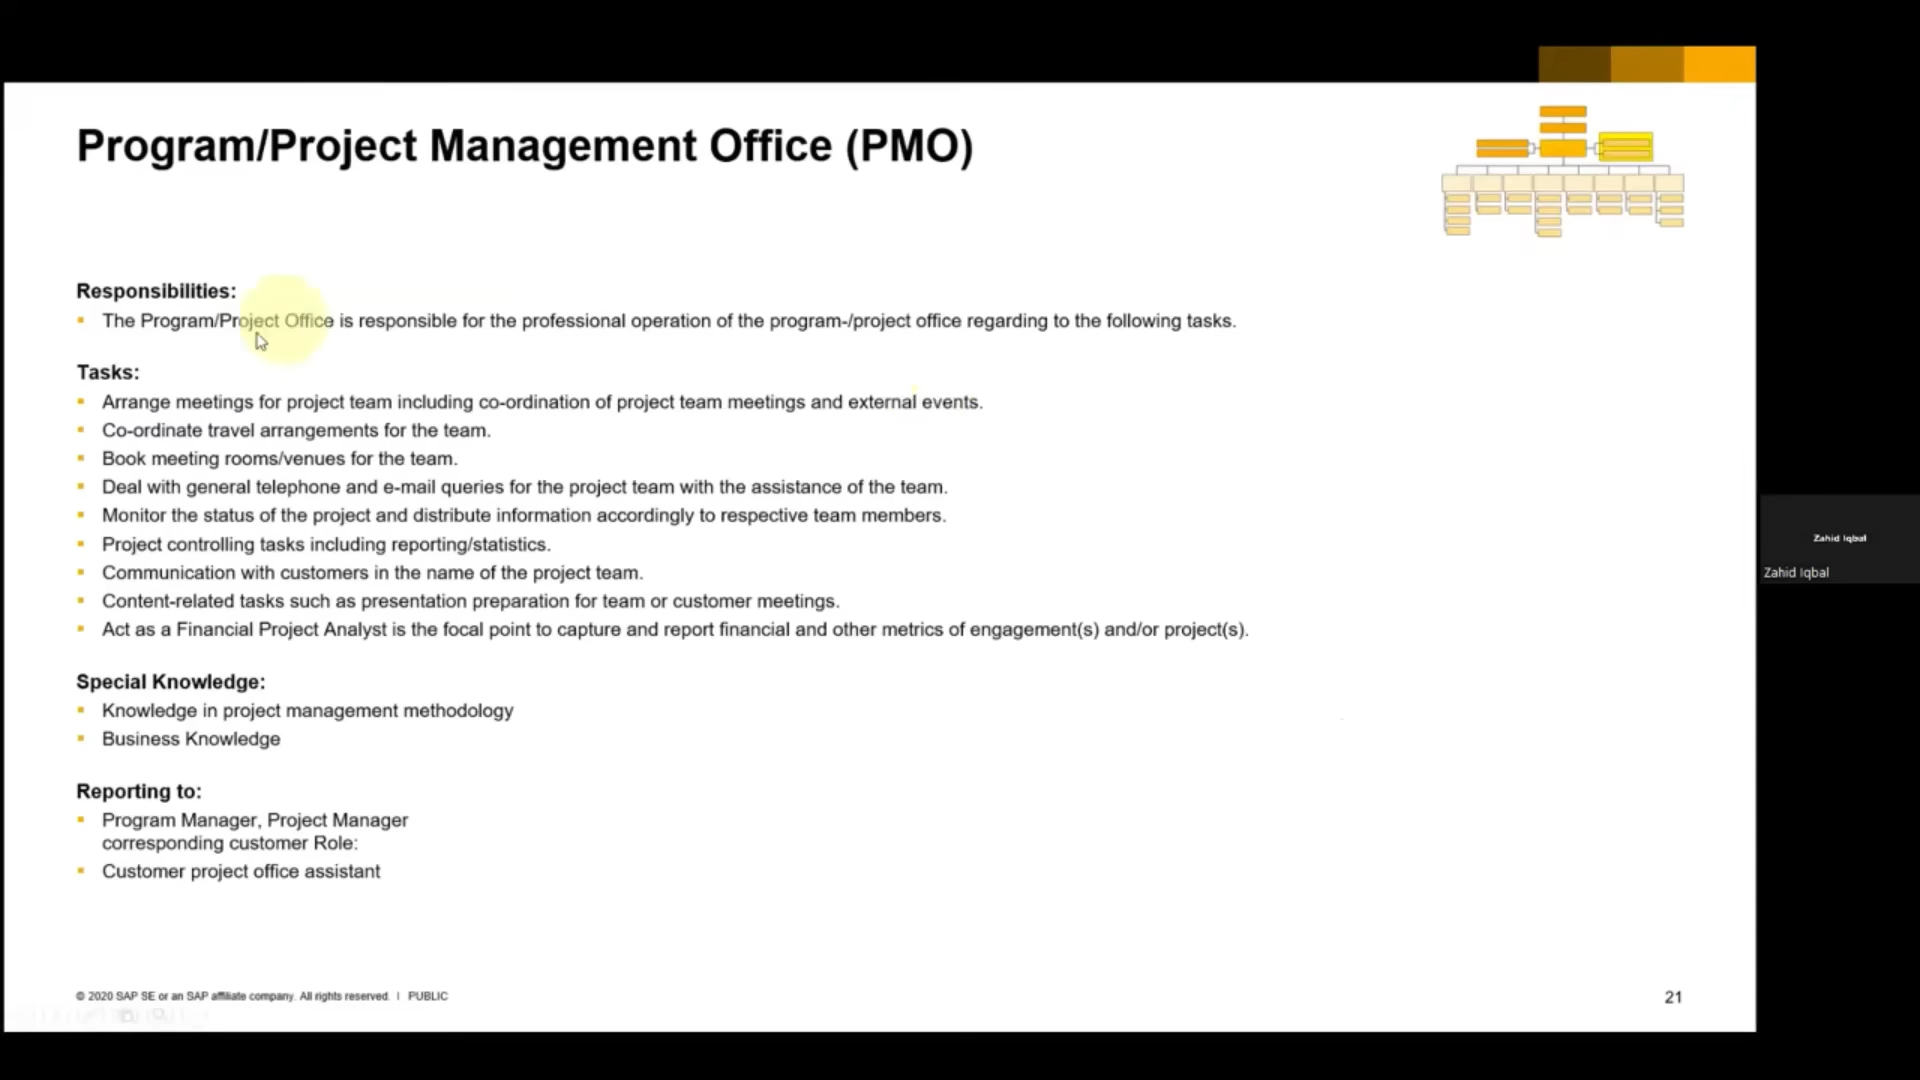 Program/Project Management Office (PMO)
Responsibilities:
The Program/Project Office is responsible for the professional operation of the program-/project office regarding to the following tasks.
Tasks:
Arrange meetings for project team including co-ordination of project team meetings and external events.
Co-ordinate travel arrangements for the team.
Book meeting rooms/venues for the team.
Deal with general telephone and e-mail queries for the project team with the assistance of the team.
Monitor the status of the project and distribute information accordingly to respective team members.
Project controlling tasks including reporting/statistics.
Communication with customers in the name of the project team.
Content-related tasks such as presentation preparation for team or customer meetings.
Act as a Financial Project Analyst is the focal point to capture and report financial and other metrics of engagement(s) and/or project(s).
Special Knowledge:
Knowledge in project management methodology
Business Knowledge
Reporting to:
Program Manager, Project Manager
corresponding customer Role:
Customer project office assistant
© 2020 SAP SE or an SAP affiliate company. All rights reserved. | PUBLIC
21
Zahid Iqbal
Zahid Iqbal